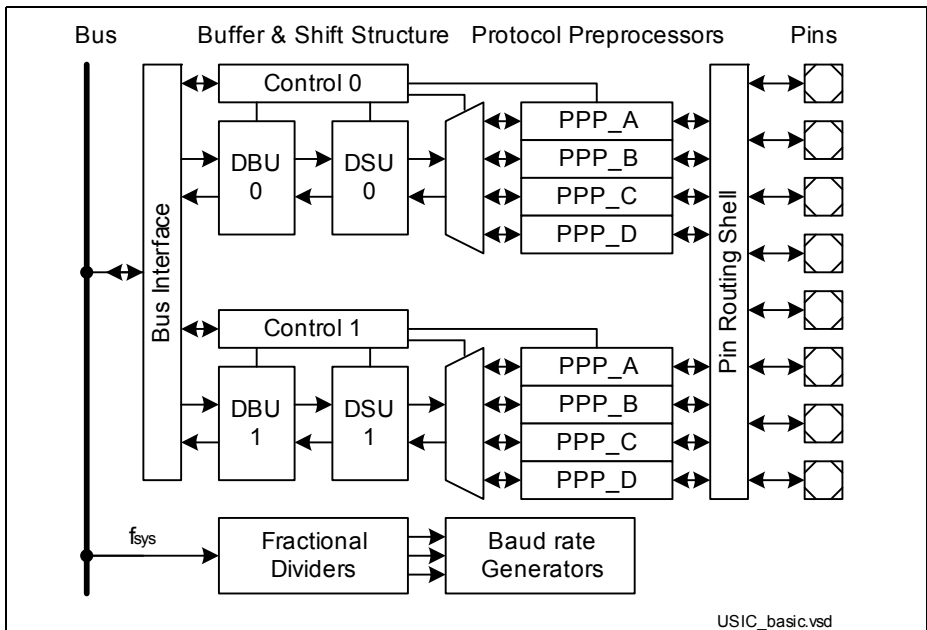 Bus Buffer & Shift Structure Protocol Preprocessors Pins
Control 0
DBU
0
DSU
0
PPP_A
PPP_B
PPP_C
PPP_D
Bus Interface
Pin Routing Shell
Control 1
DBU
1
DSU
1
PPP_A
PPP_B
PPP_C
PPP_D
fsys
Fractional
Dividers
Baud rate
Generators
USIC_basic.vsd